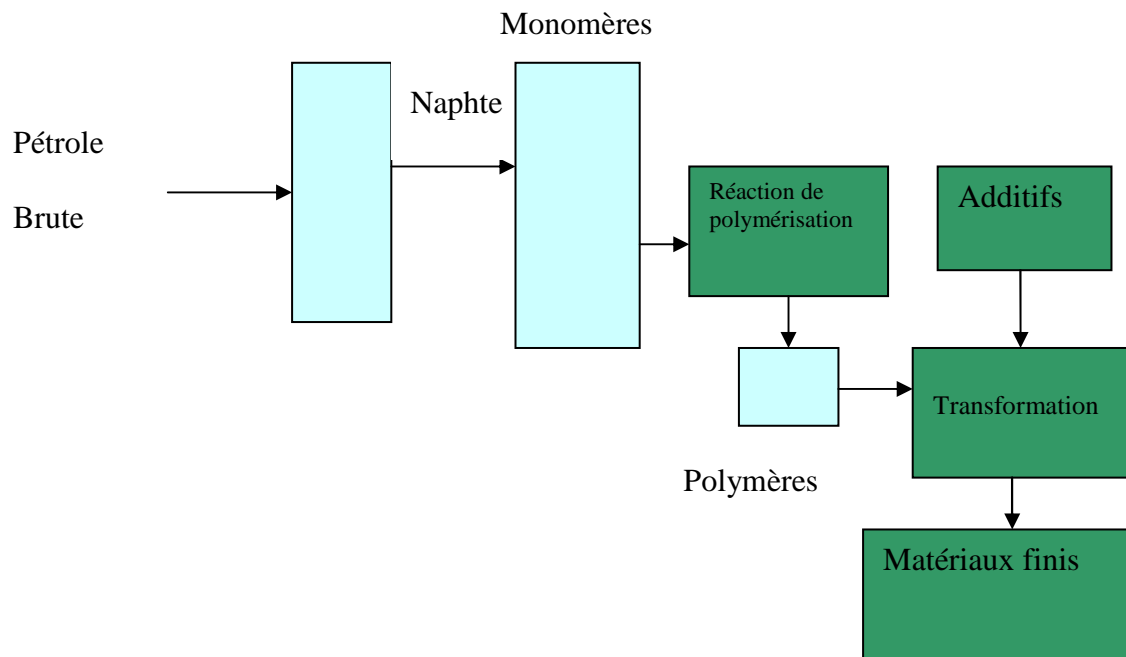 Monomères
Naphte
Pétrole
Brute
Réaction de
polymérisation
Additifs
Transformation
Polymères
Matériaux finis